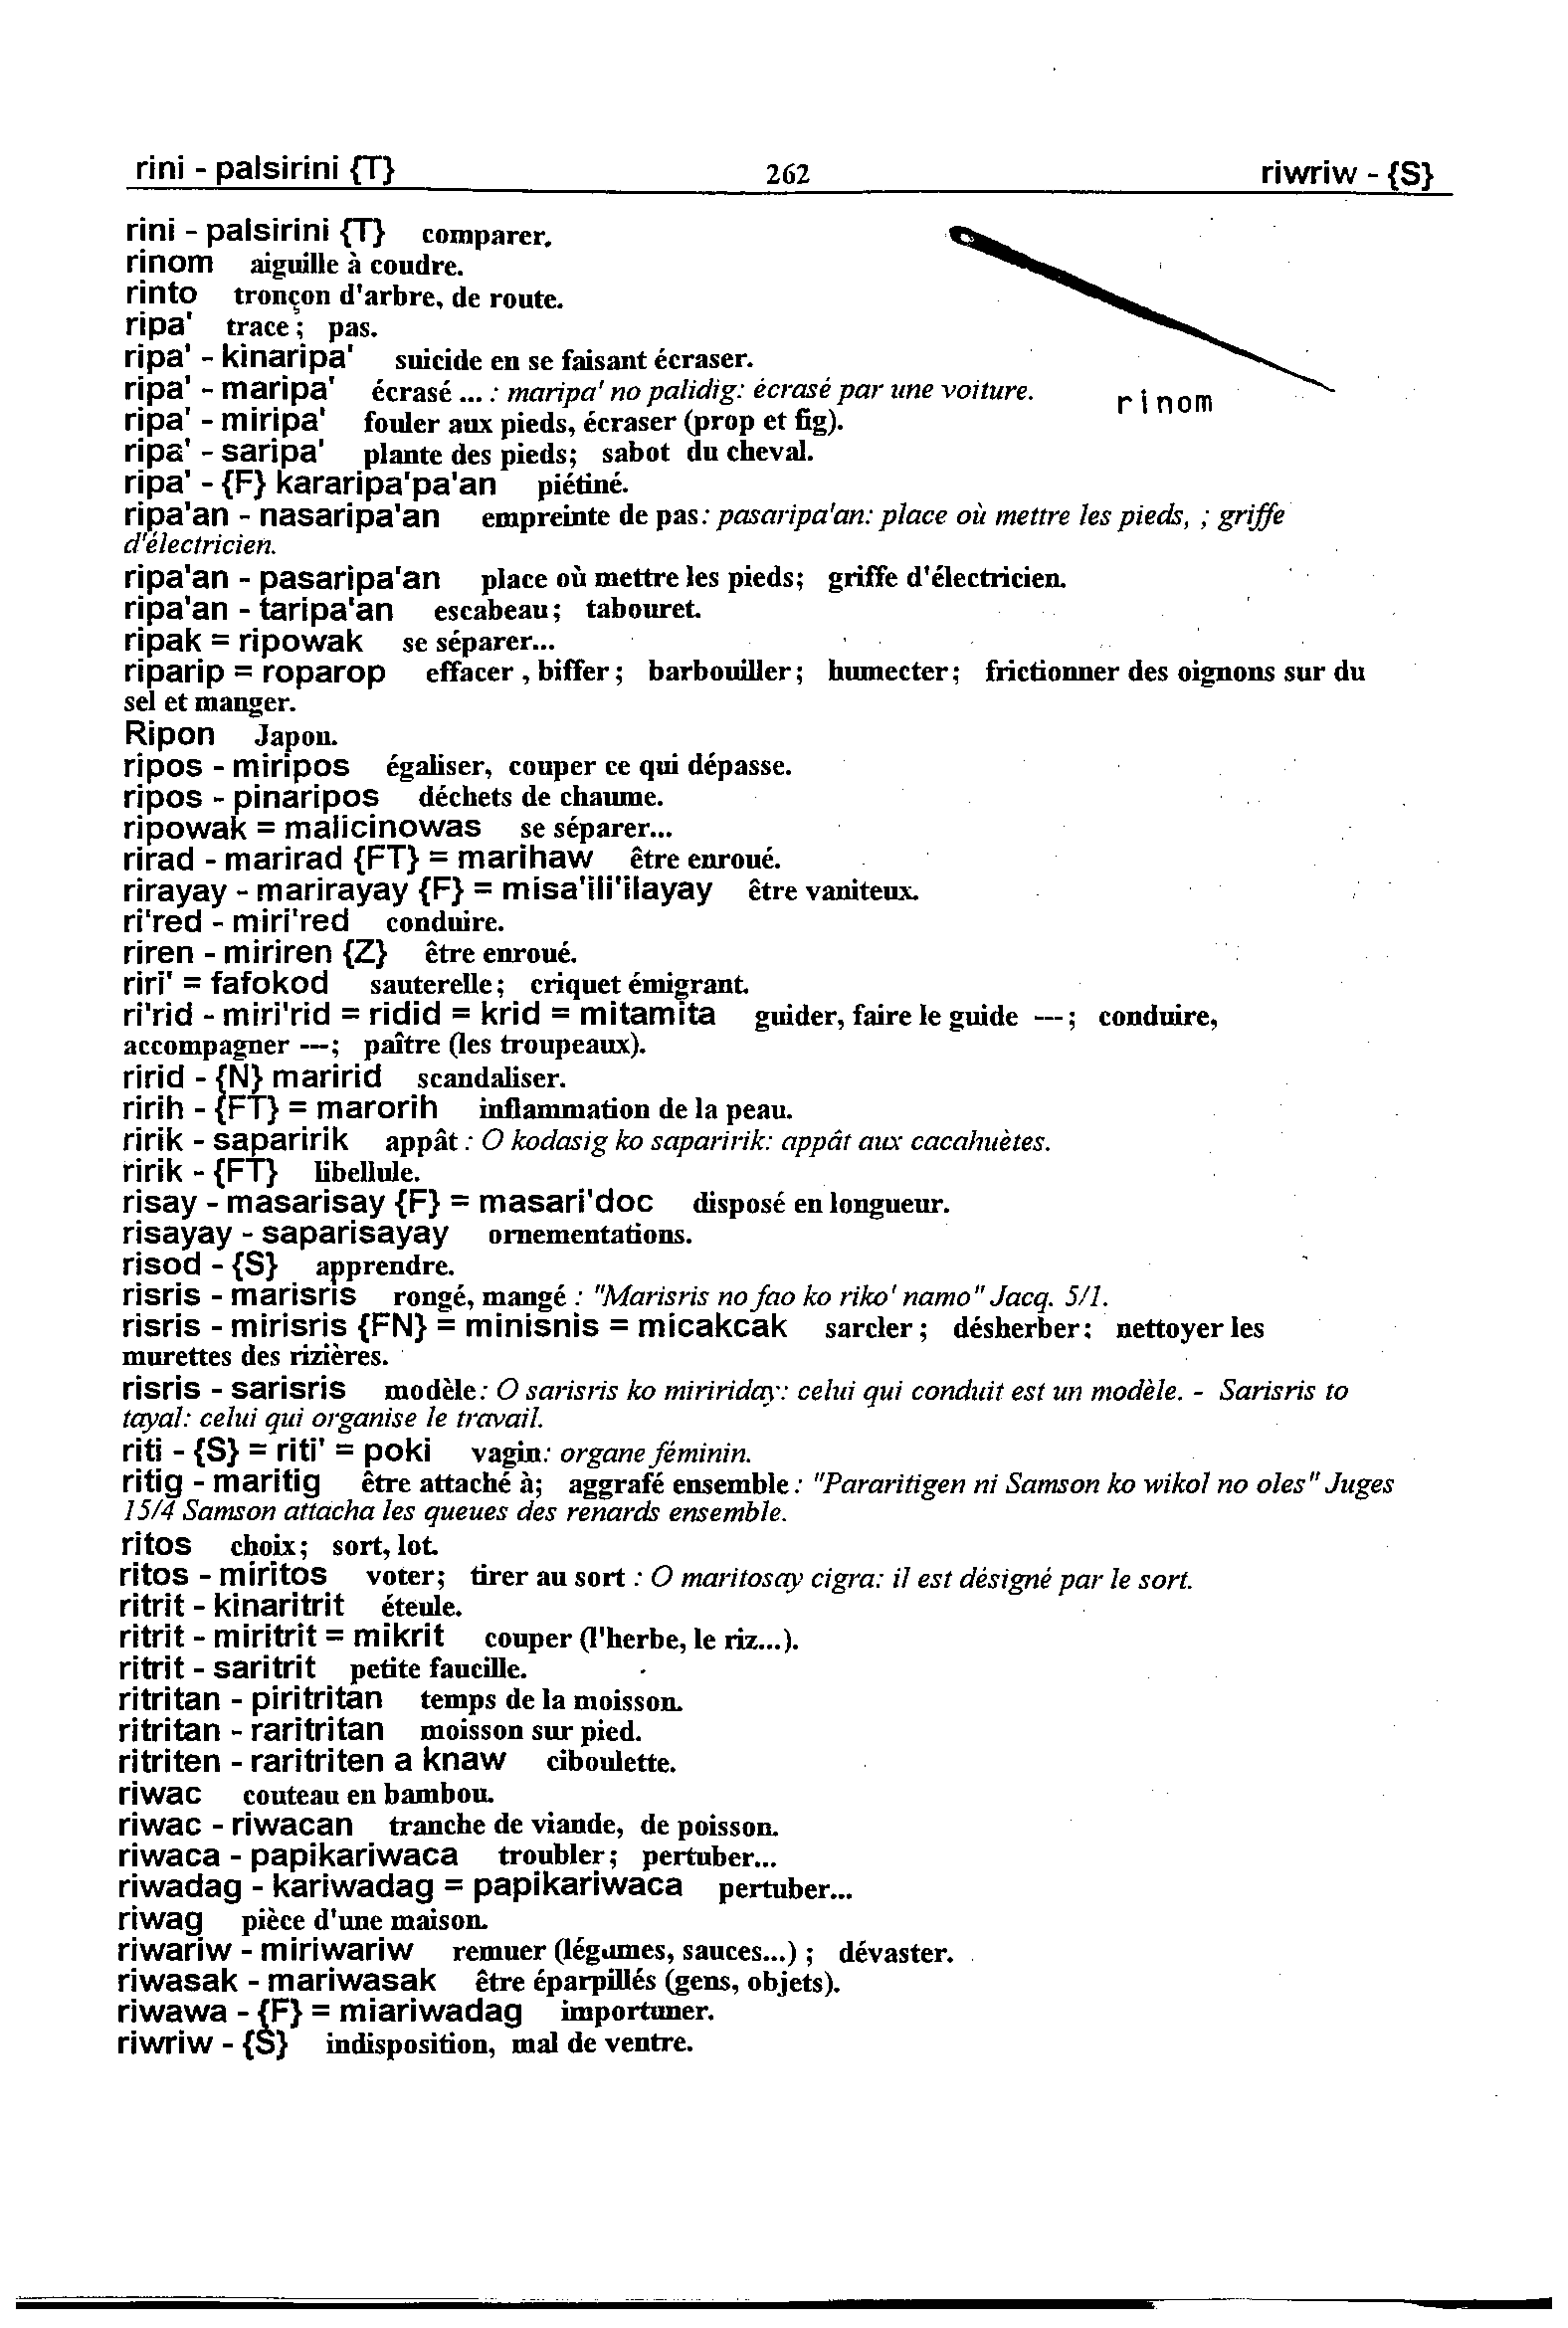 rini - palsirini {T} 262 riwriw - {S}
rini - palsirini {T} comparer.
rinom aiguille à coudre.
rinto tronçon d'arbre, de route.
ripa' trace ; pas.
ripa' - kinaripa' suicide en se faisant écraser.
ripa' - maripa' écrasé ... : maripa' no palidig: écrasé par une voiture.
rinom
ripa' - miripa' fouler aux pieds, écraser (prop et fig).
ripa' - saripa' plante des pieds; sabot du cheval.
ripa' - {F} kararipa'pa'an piétiné.
ripa'an - nasaripa'an empreinte de pas: pasaripa'an: place où mettre les pieds, ; griffe
d'électricien.
ripa'an - pasaripa'an place où mettre les pieds; griffe d'électricien.
ripa'an - taripa'an escabeau; tabouret.
ripak = ripowak se séparer...
riparip = roparop effacer , biffer ; barbouiller ; humecter ; frictionner des oignons sur du
sel et manger.
Ripon Japon.
ripos - miripos égaliser, couper ce qui dépasse.
ripos - pinaripos déchets de chaume.
ripowak = malicinowas se séparer...
rirad - marirad {FT} = marihaw être enroué.
rirayay - marirayay {F} = misa'ili'ilayay être vaniteux.
ri'red - miri'red conduire.
riren - miriren {Z} être enroué.
riri' = fafokod sauterelle ; criquet émigrant.
ri'rid - miri'rid = ridid = krid = mitamita guider, faire le guide ---; conduire,
accompagner ---; paître (les troupeaux).
ririd - {N} maririd scandaliser.
ririh - {FT} = marorih inflammation de la peau.
ririk - saparirik appât : O kodasig ko saparirik: appât aux cacahuètes.
ririk - {FT} libellule.
risay - masarisay {F} = masari'doc disposé en longueur.
risayay - saparisayay ornementations.
risod - {S} apprendre.
risris - marisris rongé, mangé : "Marisris no fao ko riko' namo" Jacq. 5/1.
risris - mirisris {FN} = minisnis = micakcak sarcler ; désherber ; nettoyer les
murettes des rizières.
risris - sarisris modèle: O sarisris ko miririday: celui qui conduit est un modèle. - Sarisris to
tayal: celui qui organise le travail.
riti - {S} = riti' = poki vagin: organe féminin.
ritig - maritig être attaché à; aggrafé ensemble : "Pararitigen ni Samson ko wikol no oles" Juges
15/4 Samson attacha les queues des renards ensemble.
ritos choix ; sort, lot.
ritos - miritos voter; tirer au sort : O maritosay cigra: il est désigné par le sort.
ritrit - kinaritrit éteule.
ritrit - miritrit = mikrit couper (l'herbe, le riz...).
ritrit - saritrit petite faucille.
ritritan - piritritan temps de la moisson.
ritritan - raritritan moisson sur pied.
ritriten - raritriten a knaw ciboulette.
riwac couteau en bambou.
riwac - riwacan tranche de viande, de poisson.
riwaca - papikariwaca troubler ; pertuber...
riwadag - kariwadag = papikariwaca pertuber...
riwag pièce d'une maison.
riwariw - miriwariw remuer (légumes, sauces...) ; dévaster.
riwasak - mariwasak être éparpillés (gens, objets).
riwawa - {F} = miariwadag importuner.
riwriw - {S} indisposition, mal de ventre.